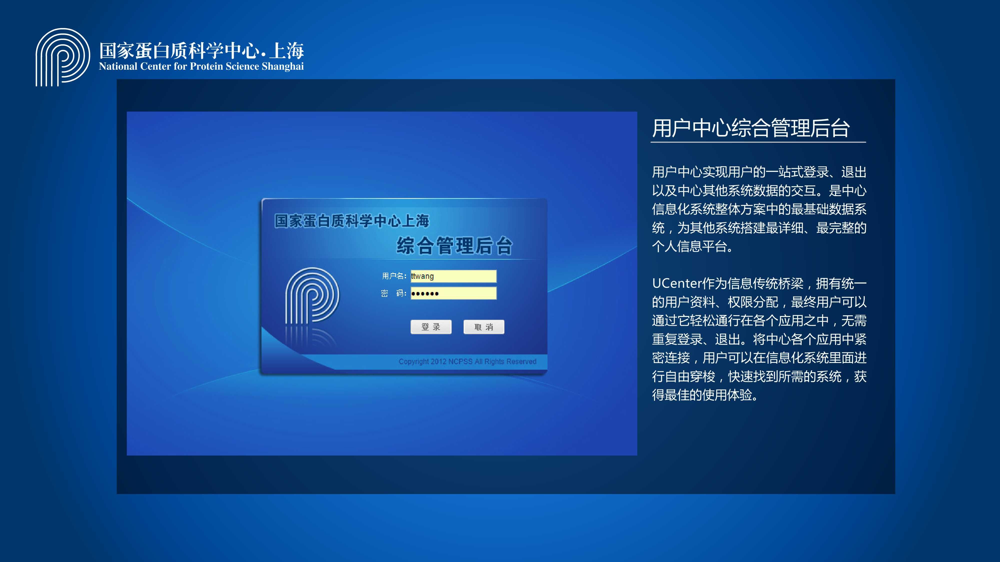 国家蛋白质科学中心.上海
National Center for Protein Science Shanghai
国家蛋白质科学中心上海
综合管理后台
用户名: ttwang
密 码: ●●●●●●
登 录 取 消
Copyright 2012 NCPSS All Rights Reserved
用户中心综合管理后台
用户中心实现用户的一站式登录、退出
以及中心其他系统数据的交互。是中心
信息化系统整体方案中的最基础数据系
统，为其他系统搭建最详细、最完整的
个人信息平台。
UCenter作为信息传统桥梁，拥有统一
的用户资料、权限分配，最终用户可以
通过它轻松通行在各个应用之中，无需
重复登录、退出。将中心各个应用中紧
密连接，用户可以在信息化系统里面进
行自由穿梭，快速找到所需的系统，获
得最佳的使用体验。